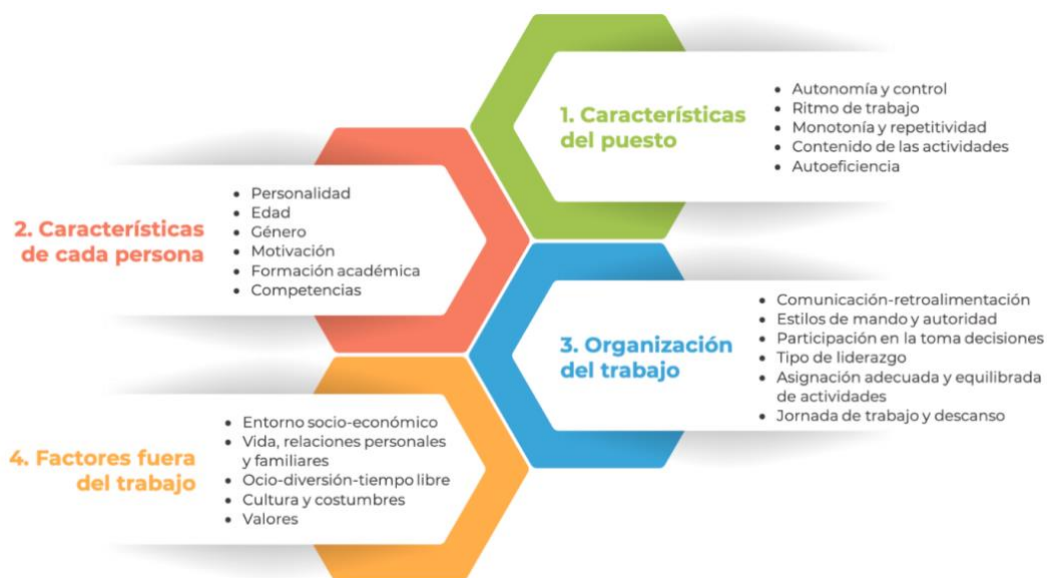 1. Características
del puesto
• Autonomía y control
• Ritmo de trabajo
• Monotonía y repetitividad
• Contenido de las actividades
• Autoeficiencia
2. Características
de cada persona
• Personalidad
• Edad
• Género
• Motivación
• Formación académica
• Competencias
3. Organización
del trabajo
• Comunicación-retroalimentación
• Estilos de mando y autoridad
• Participación en la toma decisiones
• Tipo de liderazgo
• Asignación adecuada y equilibrada
de actividades
• Jornada de trabajo y descanso
4. Factores fuera
del trabajo
• Entorno socio-económico
• Vida, relaciones personales
y familiares
• Ocio-diversión-tiempo libre
• Cultura y costumbres
• Valores